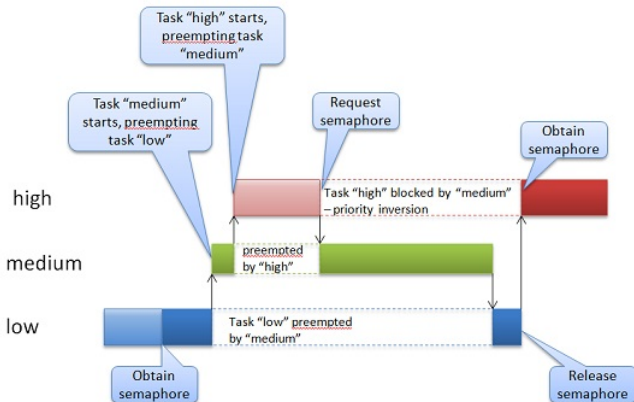 Task “high” starts,
preempting task
“medium”
Task “medium”
starts, preempting
task “low”
Request
semaphore
Obtain
semaphore
high
Task “high” blocked by “medium”
– priority inversion
medium
preempted
by “high”
low
Task “low” preempted
by “medium”
Obtain
semaphore
Release
semaphore